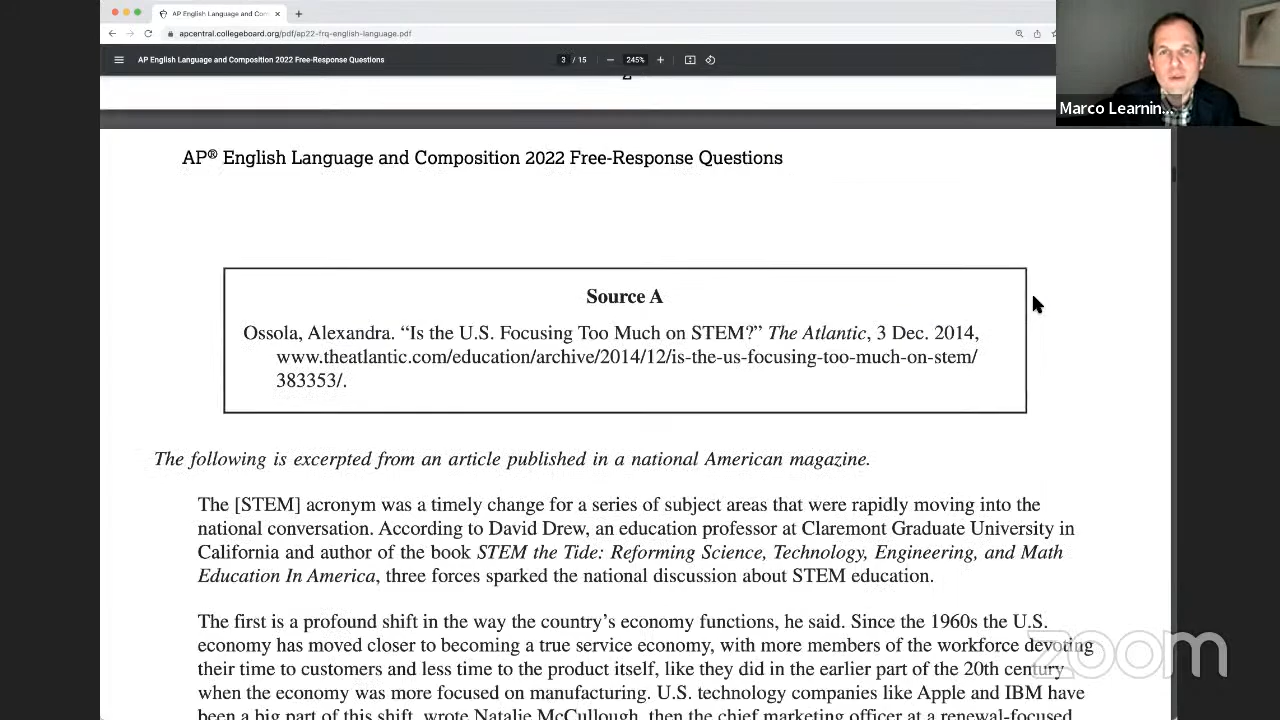 AP English Language and Com
apcentral.collegeboard.org/pdf/ap22-frq-english-language.pdf
AP English Language and Composition 2022 Free-Response Questions
3 / 15
245%
Marco Learnin...
2
AP® English Language and Composition 2022 Free-Response Questions
Source A
Ossola, Alexandra. “Is the U.S. Focusing Too Much on STEM?” The Atlantic, 3 Dec. 2014,
www.theatlantic.com/education/archive/2014/12/is-the-us-focusing-too-much-on-stem/
383353/.
The following is excerpted from an article published in a national American magazine.
The [STEM] acronym was a timely change for a series of subject areas that were rapidly moving into the
national conversation. According to David Drew, an education professor at Claremont Graduate University in
California and author of the book STEM the Tide: Reforming Science, Technology, Engineering, and Math
Education In America, three forces sparked the national discussion about STEM education.
The first is a profound shift in the way the country’s economy functions, he said. Since the 1960s the U.S.
economy has moved closer to becoming a true service economy, with more members of the workforce devoting
their time to customers and less time to the product itself, like they did in the earlier part of the 20th century
when the economy was more focused on manufacturing. U.S. technology companies like Apple and IBM have
been a big part of this shift, wrote Natalie McCullough, then the chief marketing officer at a renewal-focused
zoom